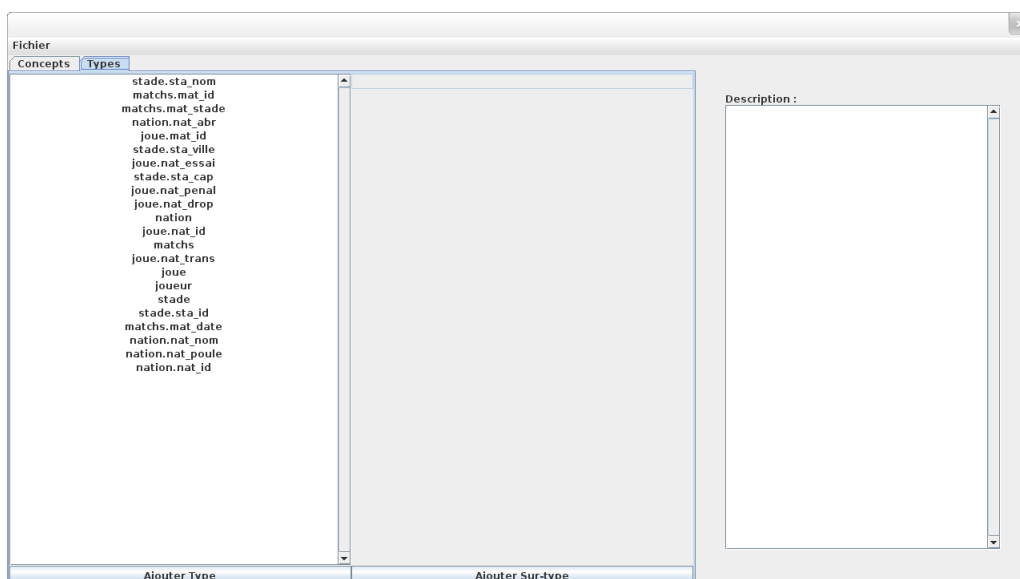 Fichier
Concepts Types
stade.sta_nom
matchs.mat_id
matchs.mat_stade
nation.nat_abr
joue.mat_id
stade.sta_ville
joue.nat_essai
stade.sta_cap
joue.nat_penal
joue.nat_drop
nation
joue.nat_id
matchs
joue.nat_trans
joue
joueur
stade
stade.sta_id
matchs.mat_date
nation.nat_nom
nation.nat_poule
nation.nat_id
Ajouter Type
Ajouter Sur-type
Description :